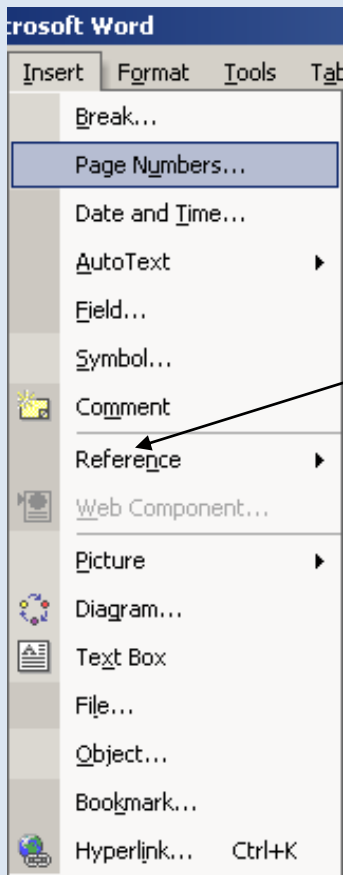 crosoft Word
Insert Format Tools Tab
Break...
Page Numbers...
Date and Time...
AutoText
Field...
Symbol...
Comment
Reference
Web Component...
Picture
Diagram...
Text Box
File...
Object...
Bookmark...
Hyperlink... Ctrl+K